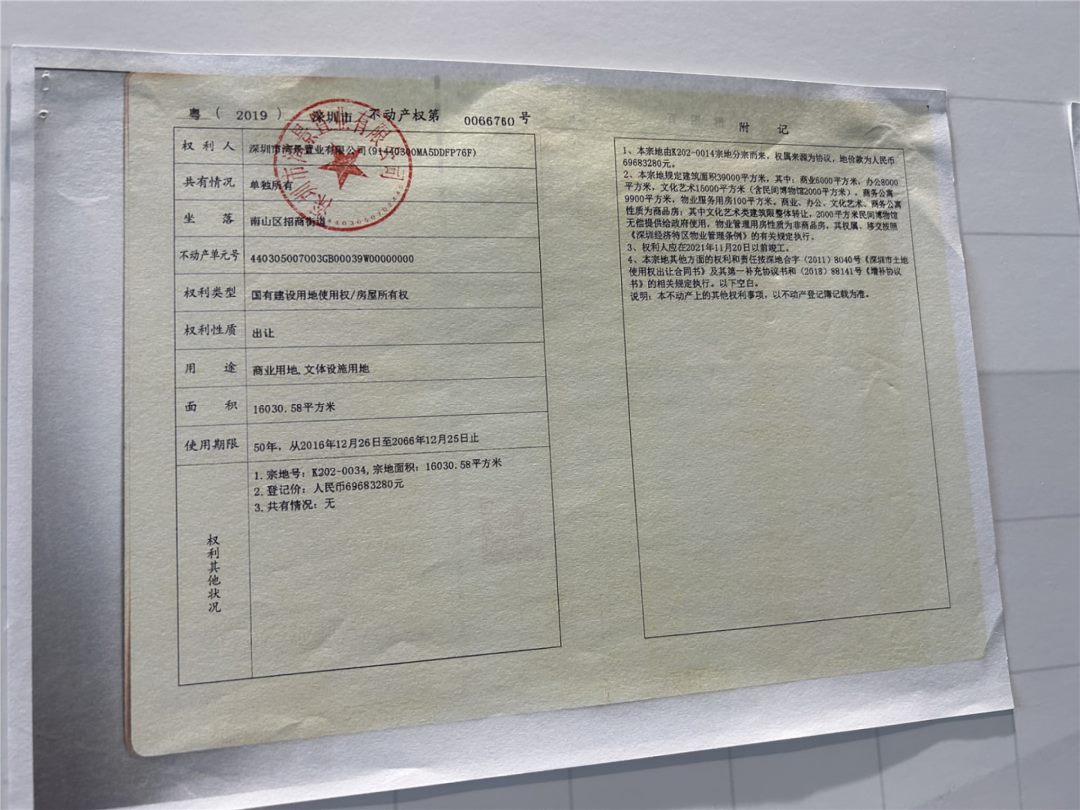 粤（2019）深圳市不动产权第0066760号
权利人 深圳市湾景置业有限公司(91440300MA5DDFP76F)
共有情况 单独所有
坐落 南山区招商街道
不动产单元号 440305007003GB00039W00000000
权利类型 国有建设用地使用权/房屋所有权
权利性质 出让
用途 商业用地,文体设施用地
面积 16030.58平方米
使用期限 50年，从2016年12月26日至2066年12月25日止
权利其他状况
1.宗地号：K202-0034,宗地面积：16030.58平方米
2.登记价：人民币69683280元
3.共有情况：无
深圳市湾景置业有限公司
附记
1、本宗地由K202-0014宗地分宗而来，权属来源为协议，地价款为人民币
69683280元。
2、本宗地规定建筑面积39000平方米，其中：商业6000平方米，办公8000
平方米，文化艺术15000平方米（含民间博物馆2000平方米），商务公寓
9900平方米，物业服务用房100平方米。商业、办公、文化艺术、商务公寓
性质为商品房；其中文化艺术类建筑限整体转让，2000平方米民间博物馆
无偿提供给政府使用，物业管理用房性质为非商品房，其权属、移交按照
《深圳经济特区物业管理条例》的有关规定执行。
3、权利人应在2021年11月20日以前竣工。
4、本宗地其他方面的权利和责任按深地合字（2011）8040号《深圳市土地
使用权出让合同书》及其第一补充协议书和（2018）88141号《增补协议
书》的相关规定执行。以下空白。
说明：本不动产上的其他权利事项，以不动产登记簿记载为准。